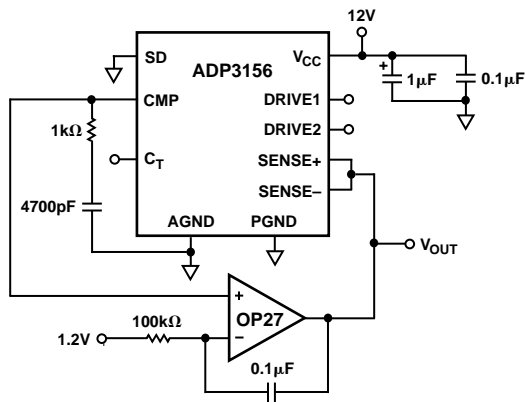 12V
SD
ADP3156
VCC
+
1μF
0.1μF
CMP
DRIVE1
1kΩ
DRIVE2
CT
SENSE+
SENSE–
4700pF
AGND
PGND
VOUT
+
OP27
100kΩ
1.2V
–
0.1μF